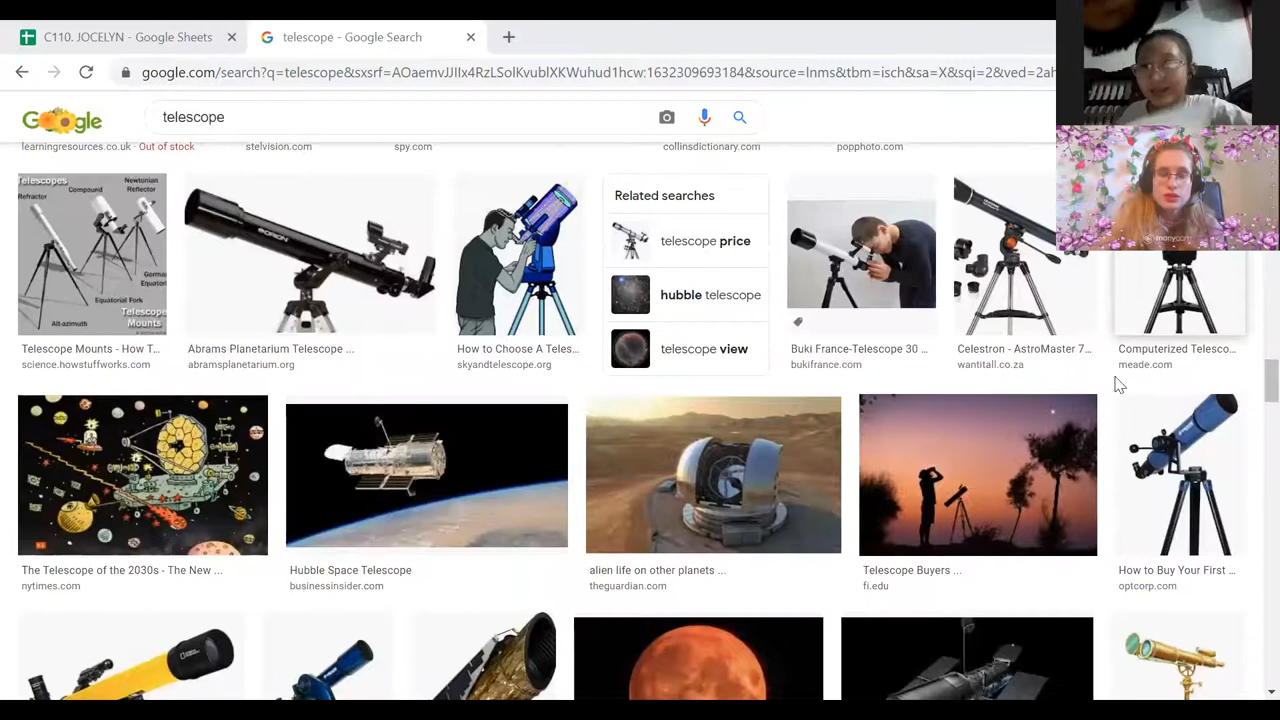 C110. JOCELYN - Google Sheets
telescope - Google Search
google.com/search?q=telescope&sxsrf=AOaemvJJIIx4RzLSolKvublXKWuhud1hcw:1632309693184&source=lnms&tbm=isch&sa=X&sqi=2&ved=2ah
Google
telescope
learningresources.co.uk · Out of stock
stelvision.com
spy.com
collinsdictionary.com
popphoto.com
Telescopes
Refractor
Compound
Newtonian
Reflector
German
Equatorial
Equatorial Fork
Alt-azimuth
Telescope
Mounts
ORION
Related searches
telescope price
hubble telescope
telescope view
manycam
Telescope Mounts - How T...
science.howstuffworks.com
Abrams Planetarium Telescope ...
abramsplanetarium.org
How to Choose A Teles...
skyandtelescope.org
Buki France-Telescope 30 ...
bukifrance.com
Celestron - AstroMaster 7...
wantitall.co.za
Computerized Telesco...
meade.com
The Telescope of the 2030s - The New ...
nytimes.com
Hubble Space Telescope
businessinsider.com
alien life on other planets ...
theguardian.com
Telescope Buyers ...
fi.edu
How to Buy Your First ...
optcorp.com